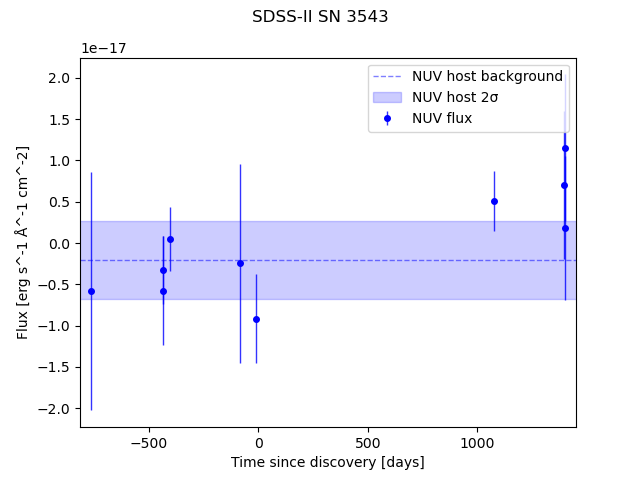 SDSS-II SN 3543
1e−17
NUV host background
NUV host 2σ
NUV flux
2.0
1.5
1.0
0.5
0.0
−0.5
−1.0
−1.5
−2.0
Flux [erg s^-1 Å^-1 cm^-2]
−500
0
500
1000
Time since discovery [days]